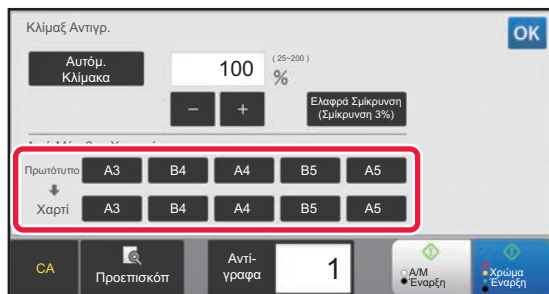 Κλίμαξ Αντιγρ.
OK
Αυτόμ.
Κλίμακα
100
(25~200)
%
−
+
Ελαφρά Σμίκρυνση
(Σμίκρυνση 3%)
Πρωτότυπο
A3
B4
A4
B5
A5
Χαρτί
A3
B4
A4
B5
A5
CA
Προεπισκόπ
Αντί-
γραφα
1
Α/Μ
Έναρξη
Χρώμα
Έναρξη